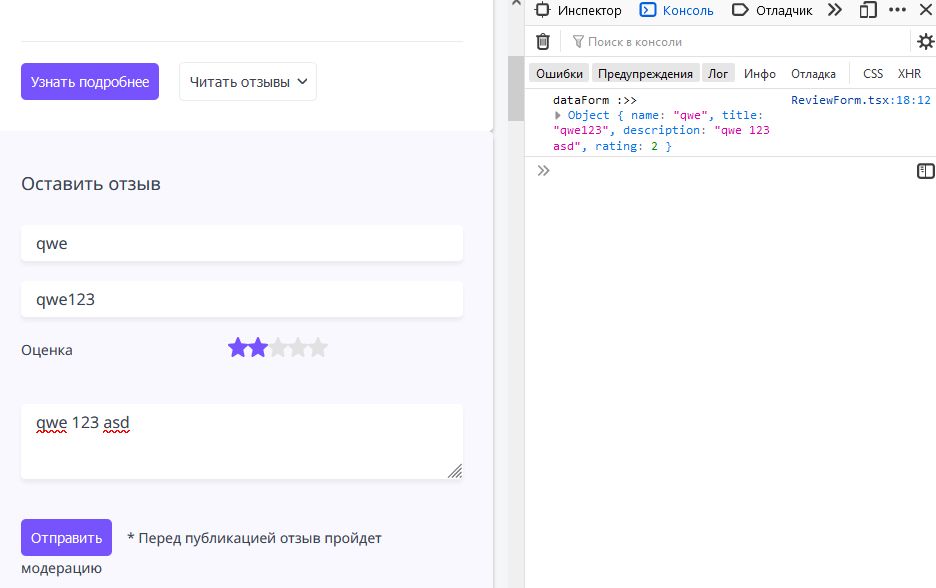 Узнать подробнее
Читать отзывы
Оставить отзыв
qwe
qwe123
Оценка
qwe 123 asd
Отправить
* Перед публикацией отзыв пройдет
модерацию
Инспектор
Консоль
Отладчик
Поиск в консоли
Ошибки
Предупреждения
Лог
Инфо
Отладка
CSS
XHR
dataForm :>>
ReviewForm.tsx:18:12
Object { name: "qwe", title:
"qwe123", description: "qwe 123
asd", rating: 2 }